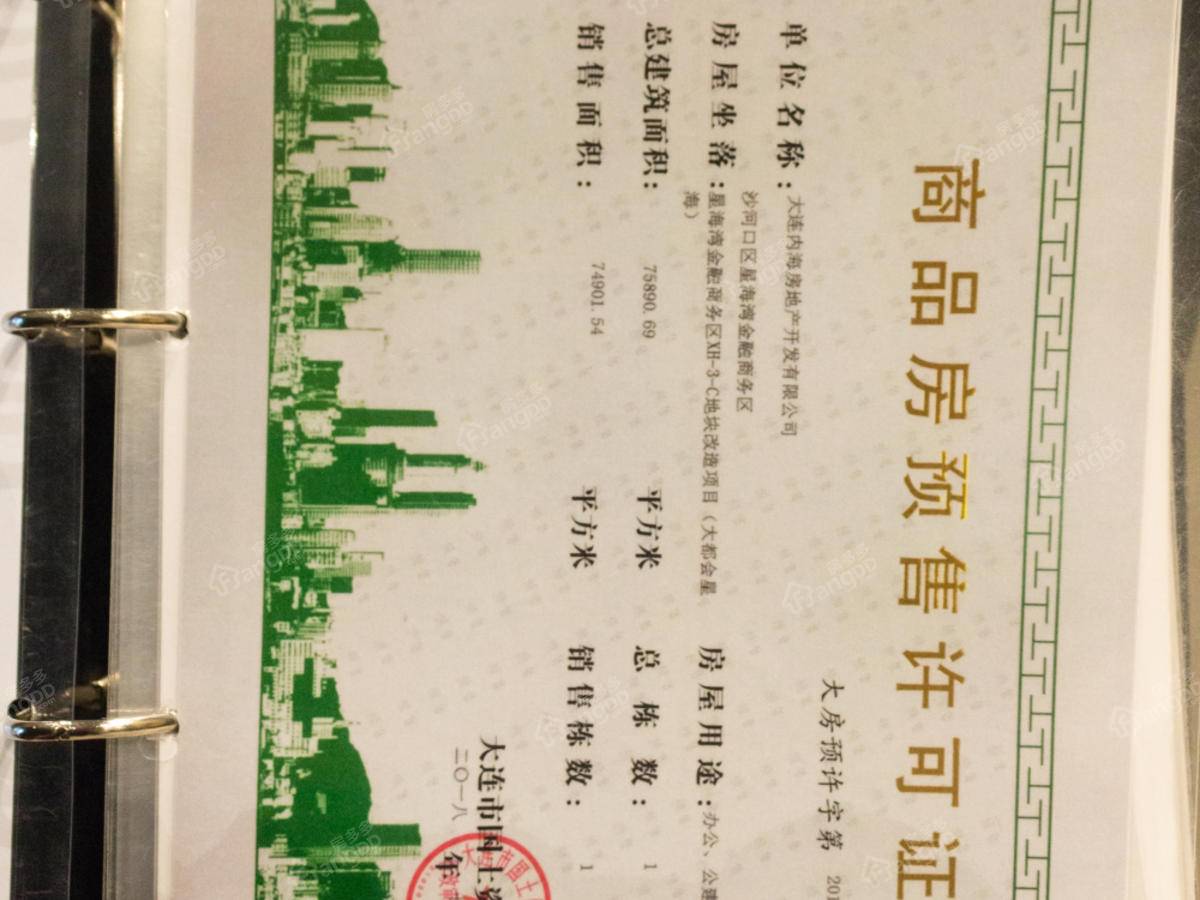 商品房预售许可证
大房预许字第 201
单位名称：大连内海房地产开发有限公司
沙河口区星海湾金融商务区
房屋坐落：星海湾金融商务区XH-3-C地块改造项目（大都会星
海）
房屋用途：办公、公建
总建筑面积： 75890.69 平方米 总栋数： 1
销售面积： 74901.54 平方米 销售栋数： 1
大连市国土资
二〇一八 年